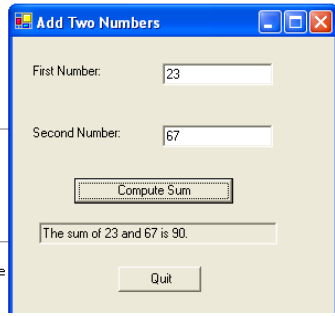 Add Two Numbers
First Number: 23
Second Number: 67
Compute Sum
The sum of 23 and 67 is 90.
e
Quit